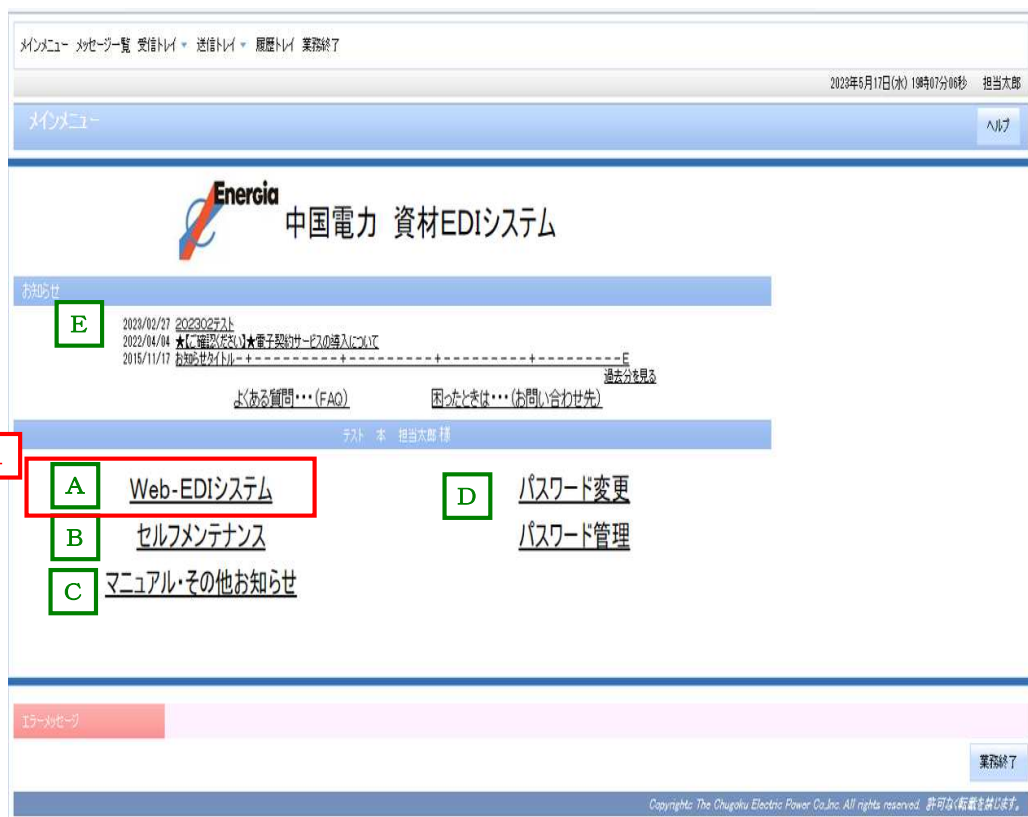 メインメニュー メッセージ一覧 受信トレイ 送信トレイ 履歴トレイ 業務終了
2023年5月17日(水) 19時07分06秒 担当太郎
メインメニュー ヘルプ
Energia
中国電力 資材EDIシステム
お知らせ
E
2023/02/27 202302テスト
2022/04/04 ★【ご確認ください】★電子契約サービスの導入について
2015/11/17 お知らせタイトル-+---------+---------+---------+---------E
過去分を見る
よくある質問・・・(FAQ) 困ったときは・・・(お問い合わせ先)
テスト 本 担当太郎 様
A Web-EDIシステム D パスワード変更
B セルフメンテナンス パスワード管理
C マニュアル・その他お知らせ
エラーメッセージ
業務終了
Copyright: The Chugoku Electric Power Co.,Inc. All rights reserved. 許可なく転載を禁じます。